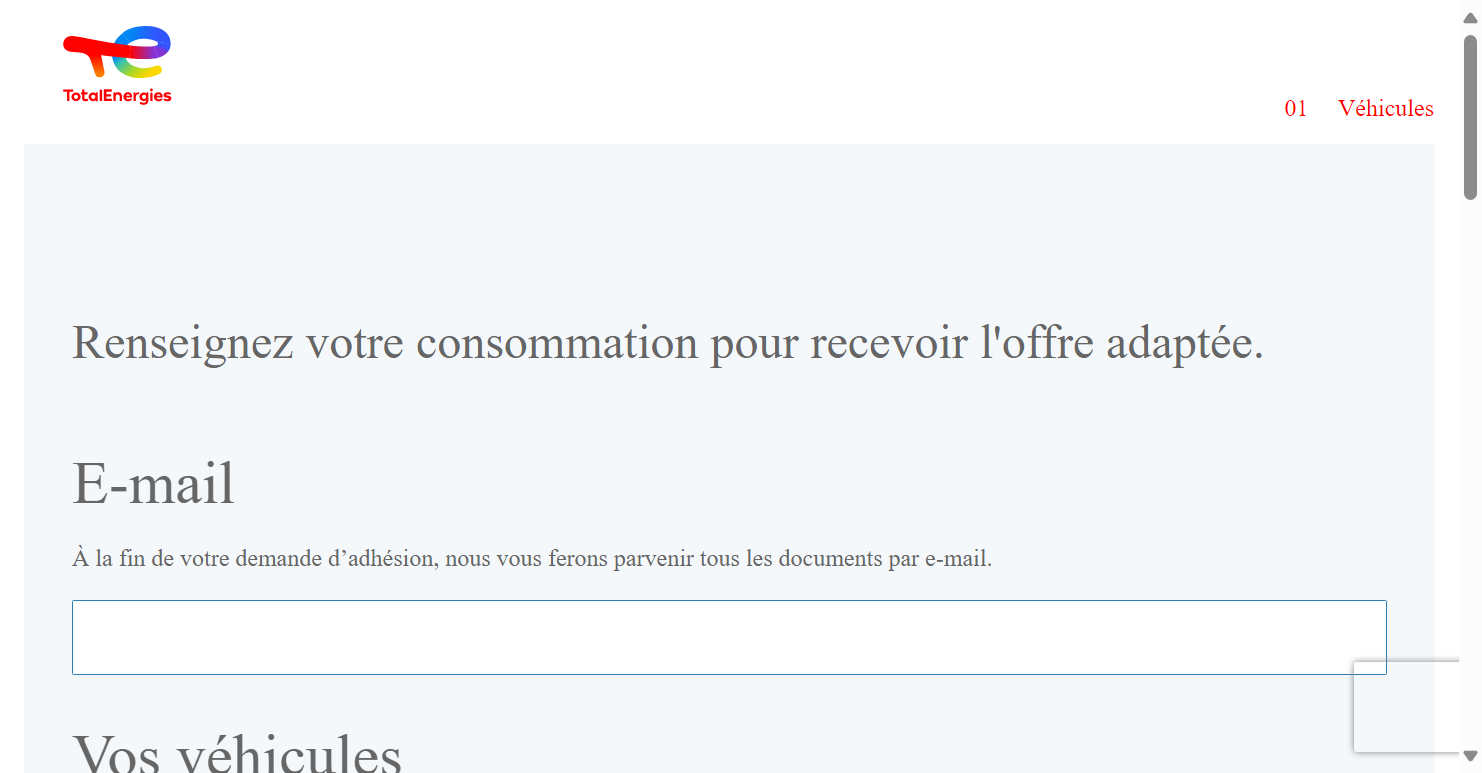 TotalEnergies
01 Véhicules
Renseignez votre consommation pour recevoir l'offre adaptée.
E-mail
À la fin de votre demande d’adhésion, nous vous ferons parvenir tous les documents par e-mail.
Vos véhicules